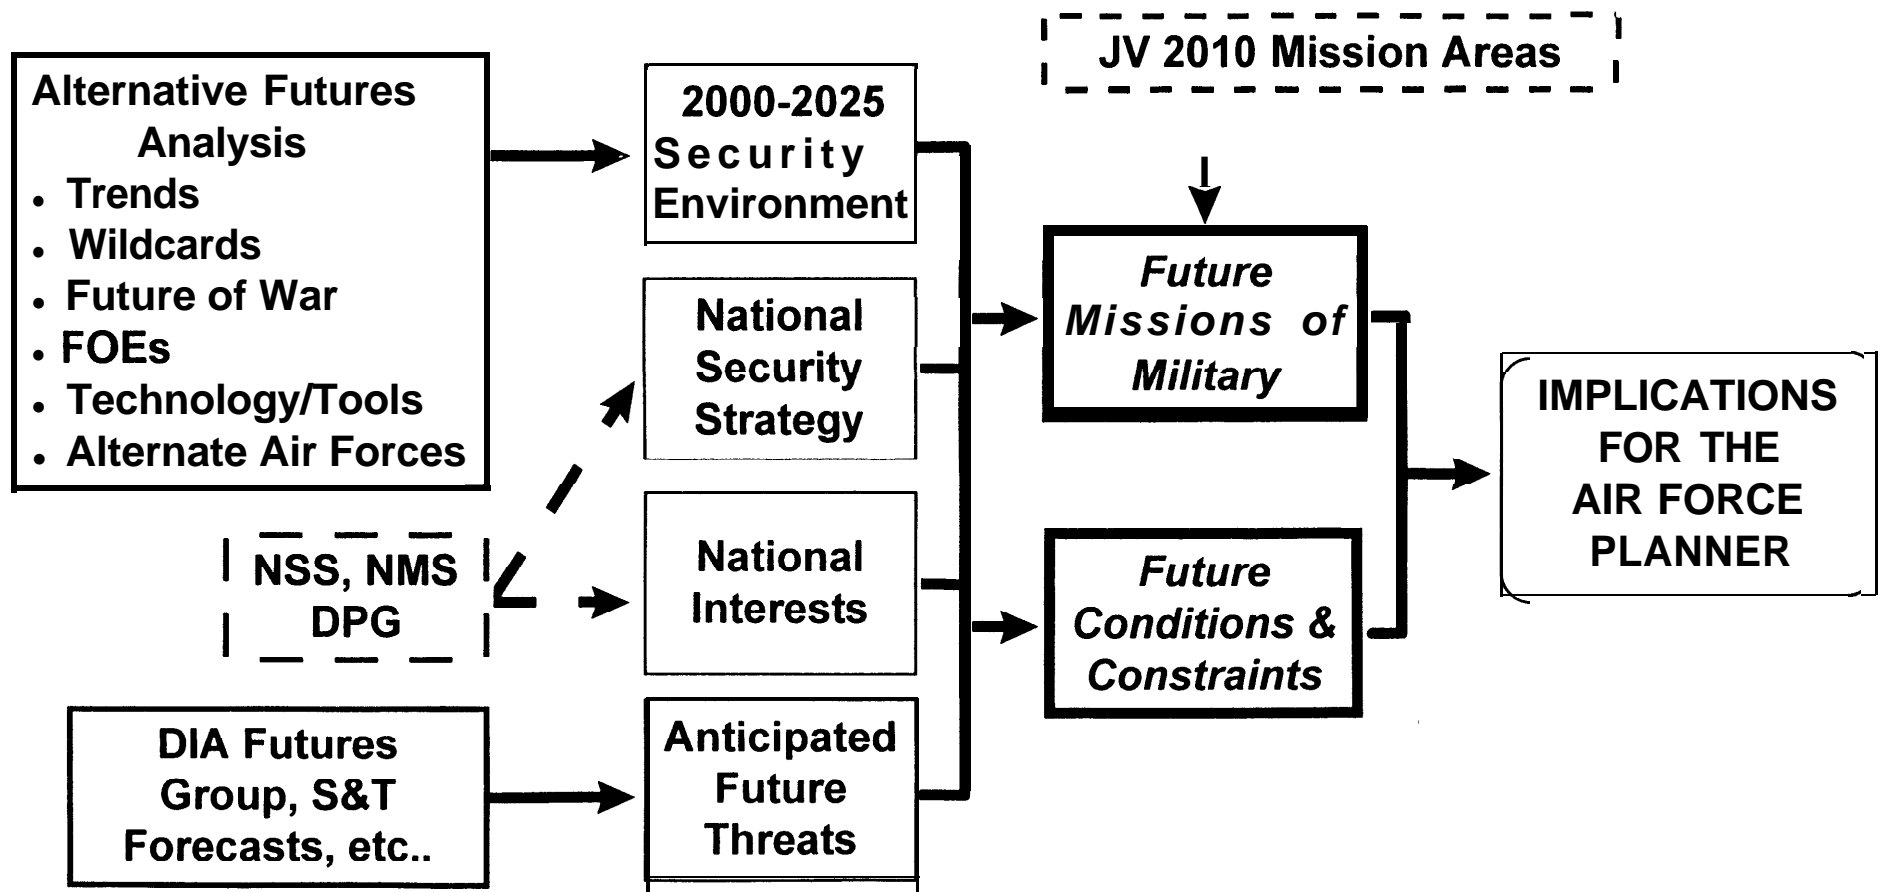 Alternative Futures
Analysis
• Trends
• Wildcards
• Future of War
• FOEs
• Technology/Tools
• Alternate Air Forces
NSS, NMS
DPG
DIA Futures
Group, S&T
Forecasts, etc..
2000-2025
Security
Environment
National
Security
Strategy
National
Interests
Anticipated
Future
Threats
JV 2010 Mission Areas
Future
Missions of
Military
Future
Conditions &
Constraints
IMPLICATIONS
FOR THE
AIR FORCE
PLANNER